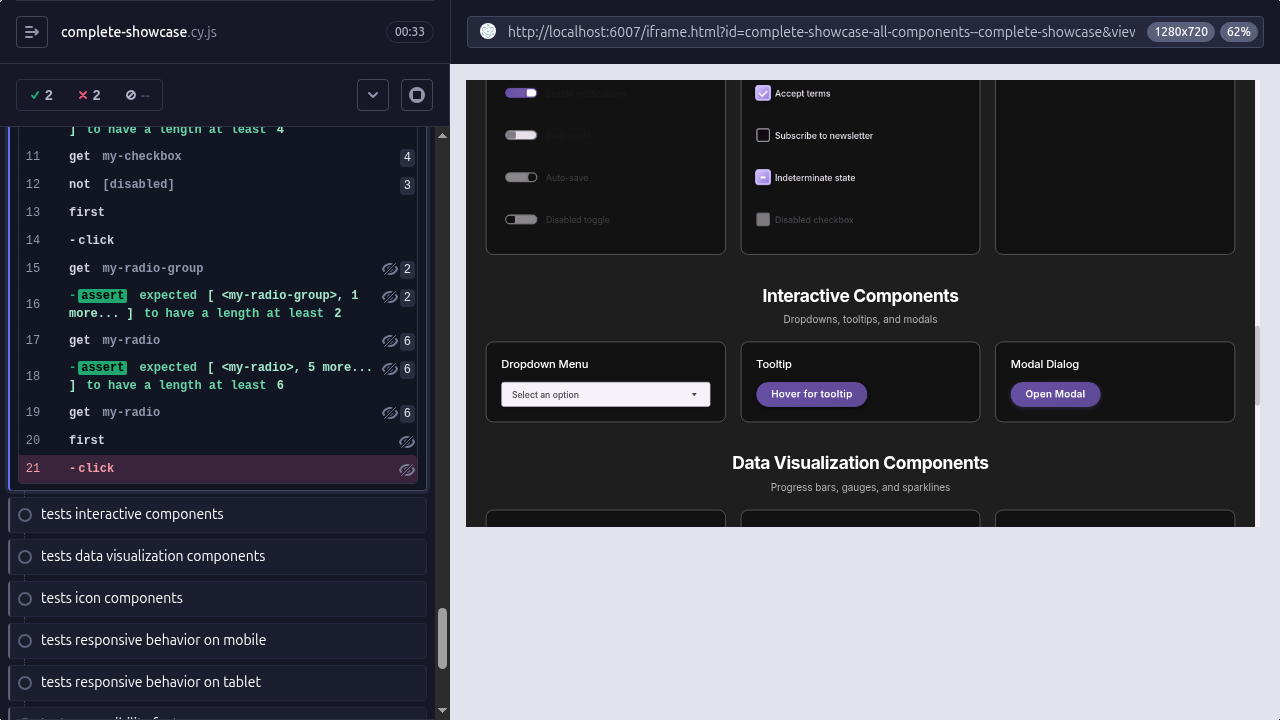 complete-showcase.cy.js
00:33
2 2 --
] to have a length at least 4
11 get my-checkbox 4
12 not [disabled] 3
13 first
14 -click
15 get my-radio-group 2
16 -assert expected [ <my-radio-group>, 1 more... ] to have a length at least 2 2
17 get my-radio 6
18 -assert expected [ <my-radio>, 5 more... ] to have a length at least 6 6
19 get my-radio 6
20 first
21 -click
tests interactive components
tests data visualization components
tests icon components
tests responsive behavior on mobile
tests responsive behavior on tablet
http://localhost:6007/iframe.html?id=complete-showcase-all-components--complete-showcase&view
1280x720
62%
Accept terms
Subscribe to newsletter
Auto-save
Indeterminate state
Disabled toggle
Disabled checkbox
Interactive Components
Dropdowns, tooltips, and modals
Dropdown Menu
Select an option
Tooltip
Hover for tooltip
Modal Dialog
Open Modal
Data Visualization Components
Progress bars, gauges, and sparklines